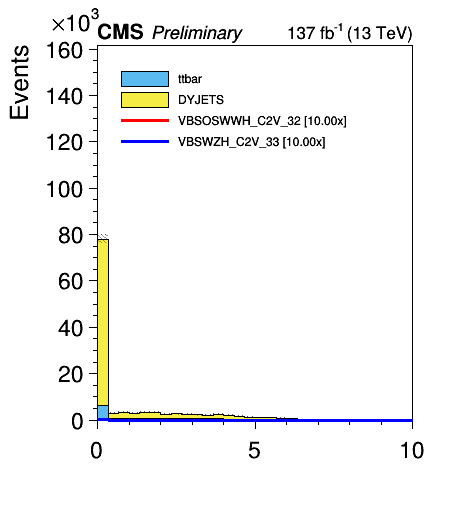 ×10³
CMS Preliminary 137 fb⁻¹ (13 TeV)
Events
160
140
120
100
80
60
40
20
0
ttbar
DYJETS
VBSOSWWH_C2V_32 [10.00x]
VBSWZH_C2V_33 [10.00x]
0 5 10